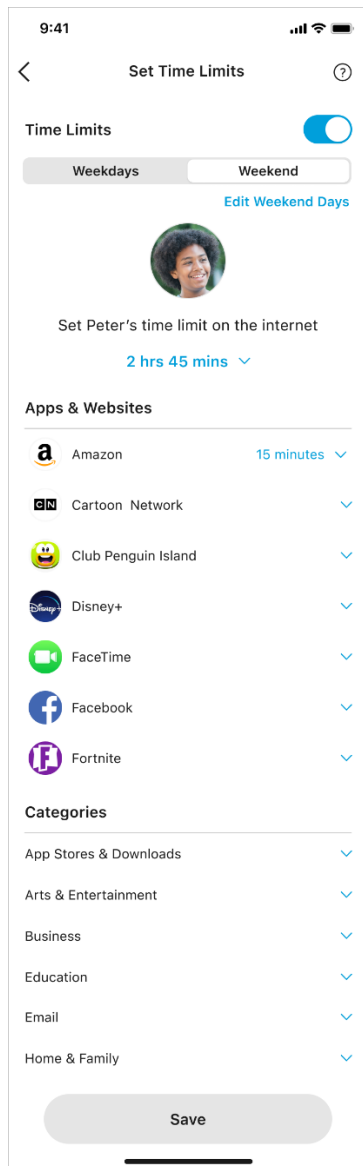 9:41
Set Time Limits ?
Time Limits
Weekdays Weekend
Edit Weekend Days
Set Peter's time limit on the internet
2 hrs 45 mins
Apps & Websites
a Amazon 15 minutes
CN Cartoon Network
Club Penguin Island
Disney+ Disney+
FaceTime
f Facebook
F Fortnite
Categories
App Stores & Downloads
Arts & Entertainment
Business
Education
Email
Home & Family
Save